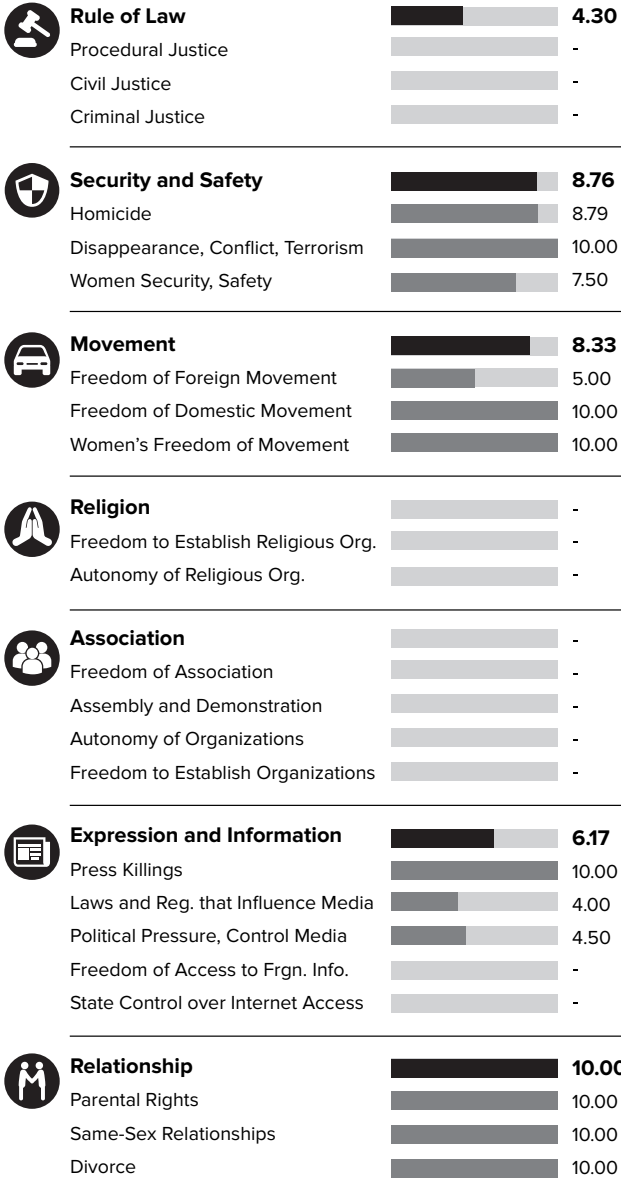 Rule of Law 4.30
Procedural Justice -
Civil Justice -
Criminal Justice -
Security and Safety 8.76
Homicide 8.79
Disappearance, Conflict, Terrorism 10.00
Women Security, Safety 7.50
Movement 8.33
Freedom of Foreign Movement 5.00
Freedom of Domestic Movement 10.00
Women’s Freedom of Movement 10.00
Religion -
Freedom to Establish Religious Org. -
Autonomy of Religious Org. -
Association -
Freedom of Association -
Assembly and Demonstration -
Autonomy of Organizations -
Freedom to Establish Organizations -
Expression and Information 6.17
Press Killings 10.00
Laws and Reg. that Influence Media 4.00
Political Pressure, Control Media 4.50
Freedom of Access to Frgn. Info. -
State Control over Internet Access -
Relationship 10.00
Parental Rights 10.00
Same-Sex Relationships 10.00
Divorce 10.00